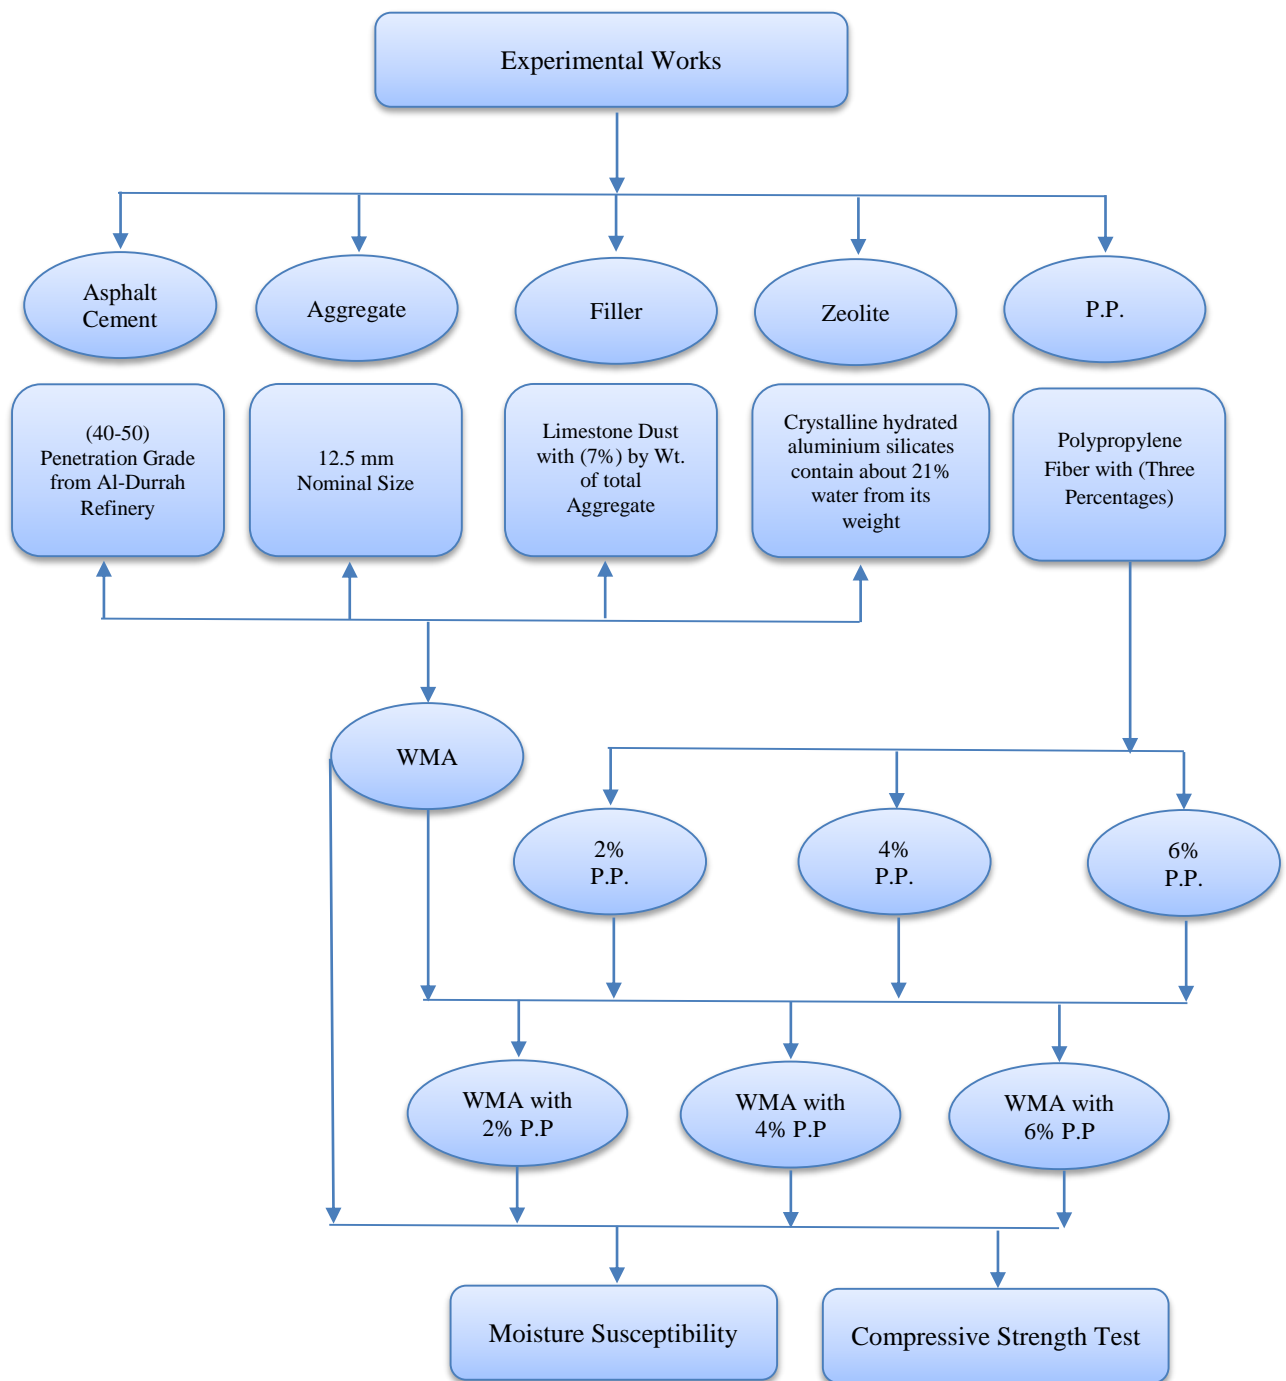 Experimental Works
Asphalt
Cement
Aggregate
Filler
Zeolite
P.P.
(40-50)
Penetration Grade
from Al-Durrah
Refinery
12.5 mm
Nominal Size
Limestone Dust
with (7%) by Wt.
of total
Aggregate
Crystalline hydrated
aluminium silicates
contain about 21%
water from its
weight
Polypropylene
Fiber with (Three
Percentages)
WMA
2%
P.P.
4%
P.P.
6%
P.P.
WMA with
2% P.P
WMA with
4% P.P
WMA with
6% P.P
Moisture Susceptibility
Compressive Strength Test